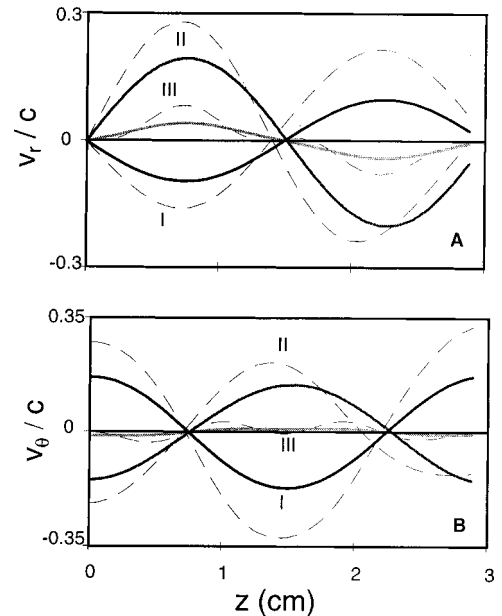 0.3
II
III
v_r / c
0
I
A
-0.3
0.35
II
v_θ / c
0
III
I
B
-0.35
0 1 2 3
z (cm)